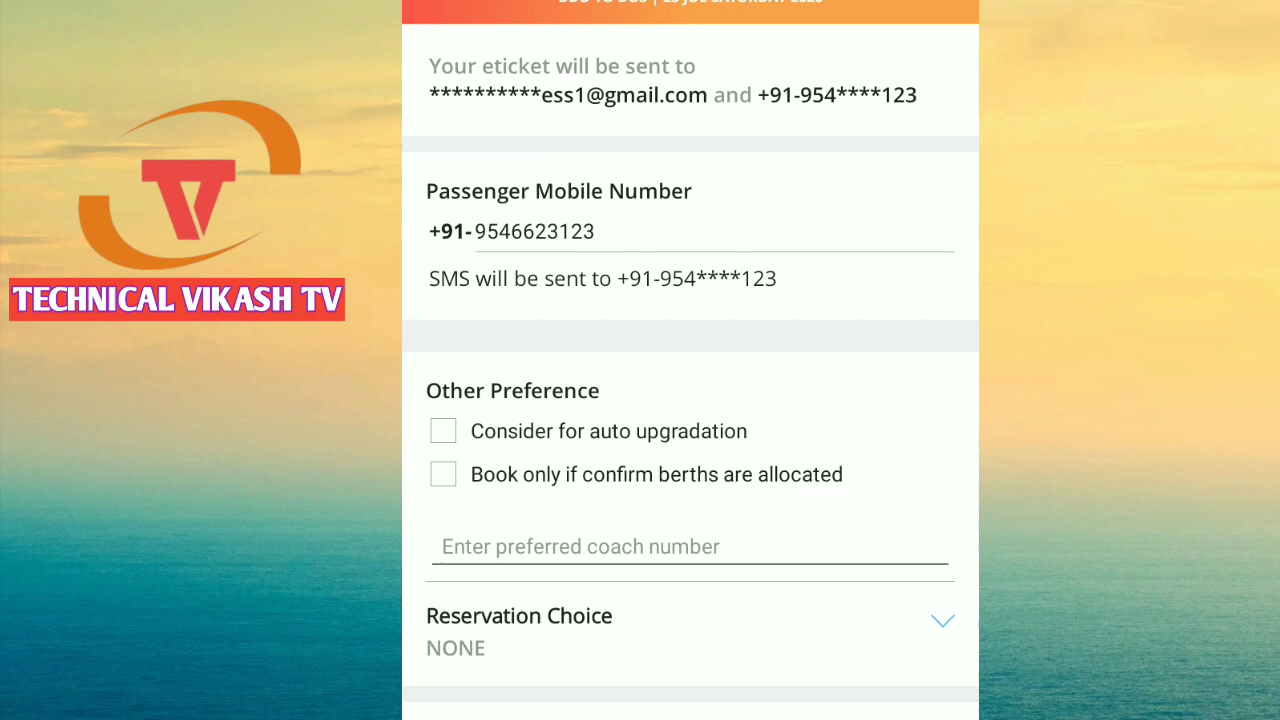 TECHNICAL VIKASH TV
Your eticket will be sent to
**********ess1@gmail.com and +91-954****123
Passenger Mobile Number
+91-9546623123
SMS will be sent to +91-954****123
Other Preference
Consider for auto upgradation
Book only if confirm berths are allocated
Enter preferred coach number
Reservation Choice
NONE